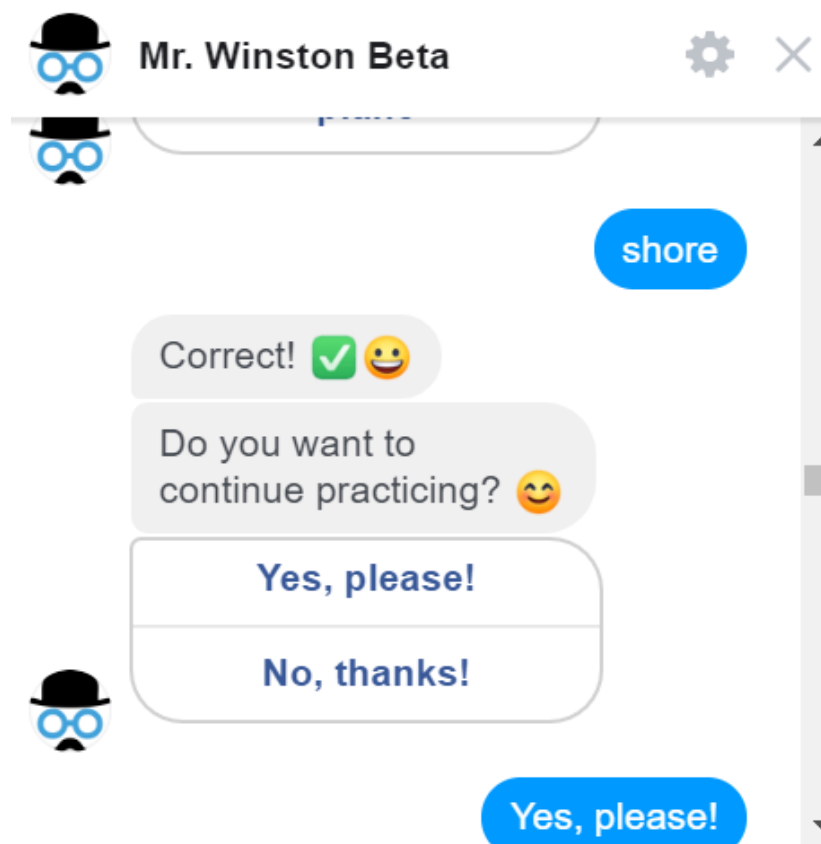 Mr. Winston Beta
shore
Correct! ✅😀
Do you want to
continue practicing? 😊
Yes, please!
No, thanks!
Yes, please!